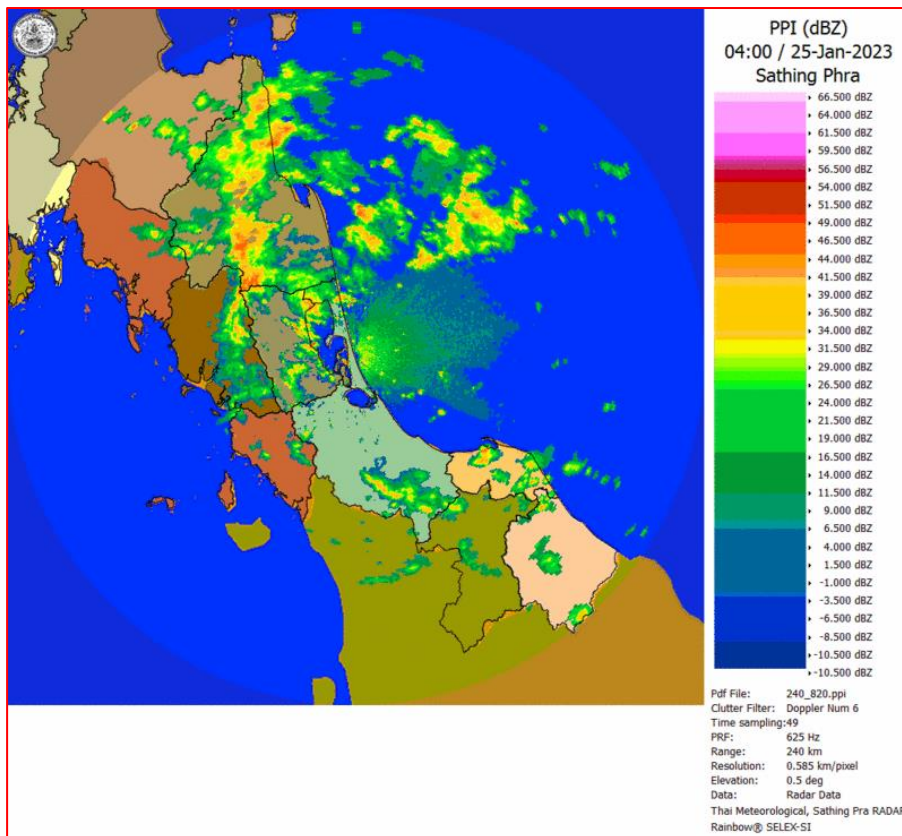 PPI (dBZ)
04:00 / 25-Jan-2023
Sathing Phra
66.500 dBZ
64.000 dBZ
61.500 dBZ
59.500 dBZ
56.500 dBZ
54.000 dBZ
51.500 dBZ
49.000 dBZ
46.500 dBZ
44.000 dBZ
41.500 dBZ
39.000 dBZ
36.500 dBZ
34.000 dBZ
31.500 dBZ
29.000 dBZ
26.500 dBZ
24.000 dBZ
21.500 dBZ
19.000 dBZ
16.500 dBZ
14.000 dBZ
11.500 dBZ
9.000 dBZ
6.500 dBZ
4.000 dBZ
1.500 dBZ
-1.000 dBZ
-3.500 dBZ
-6.500 dBZ
-8.500 dBZ
-10.500 dBZ
-10.500 dBZ
Pdf File: 240_820.ppi
Clutter Filter: Doppler Num 6
Time sampling:49
PRF: 625 Hz
Range: 240 km
Resolution: 0.585 km/pixel
Elevation: 0.5 deg
Data: Radar Data
Thai Meteorological, Sathing Pra RADAR
Rainbow® SELEX-SI